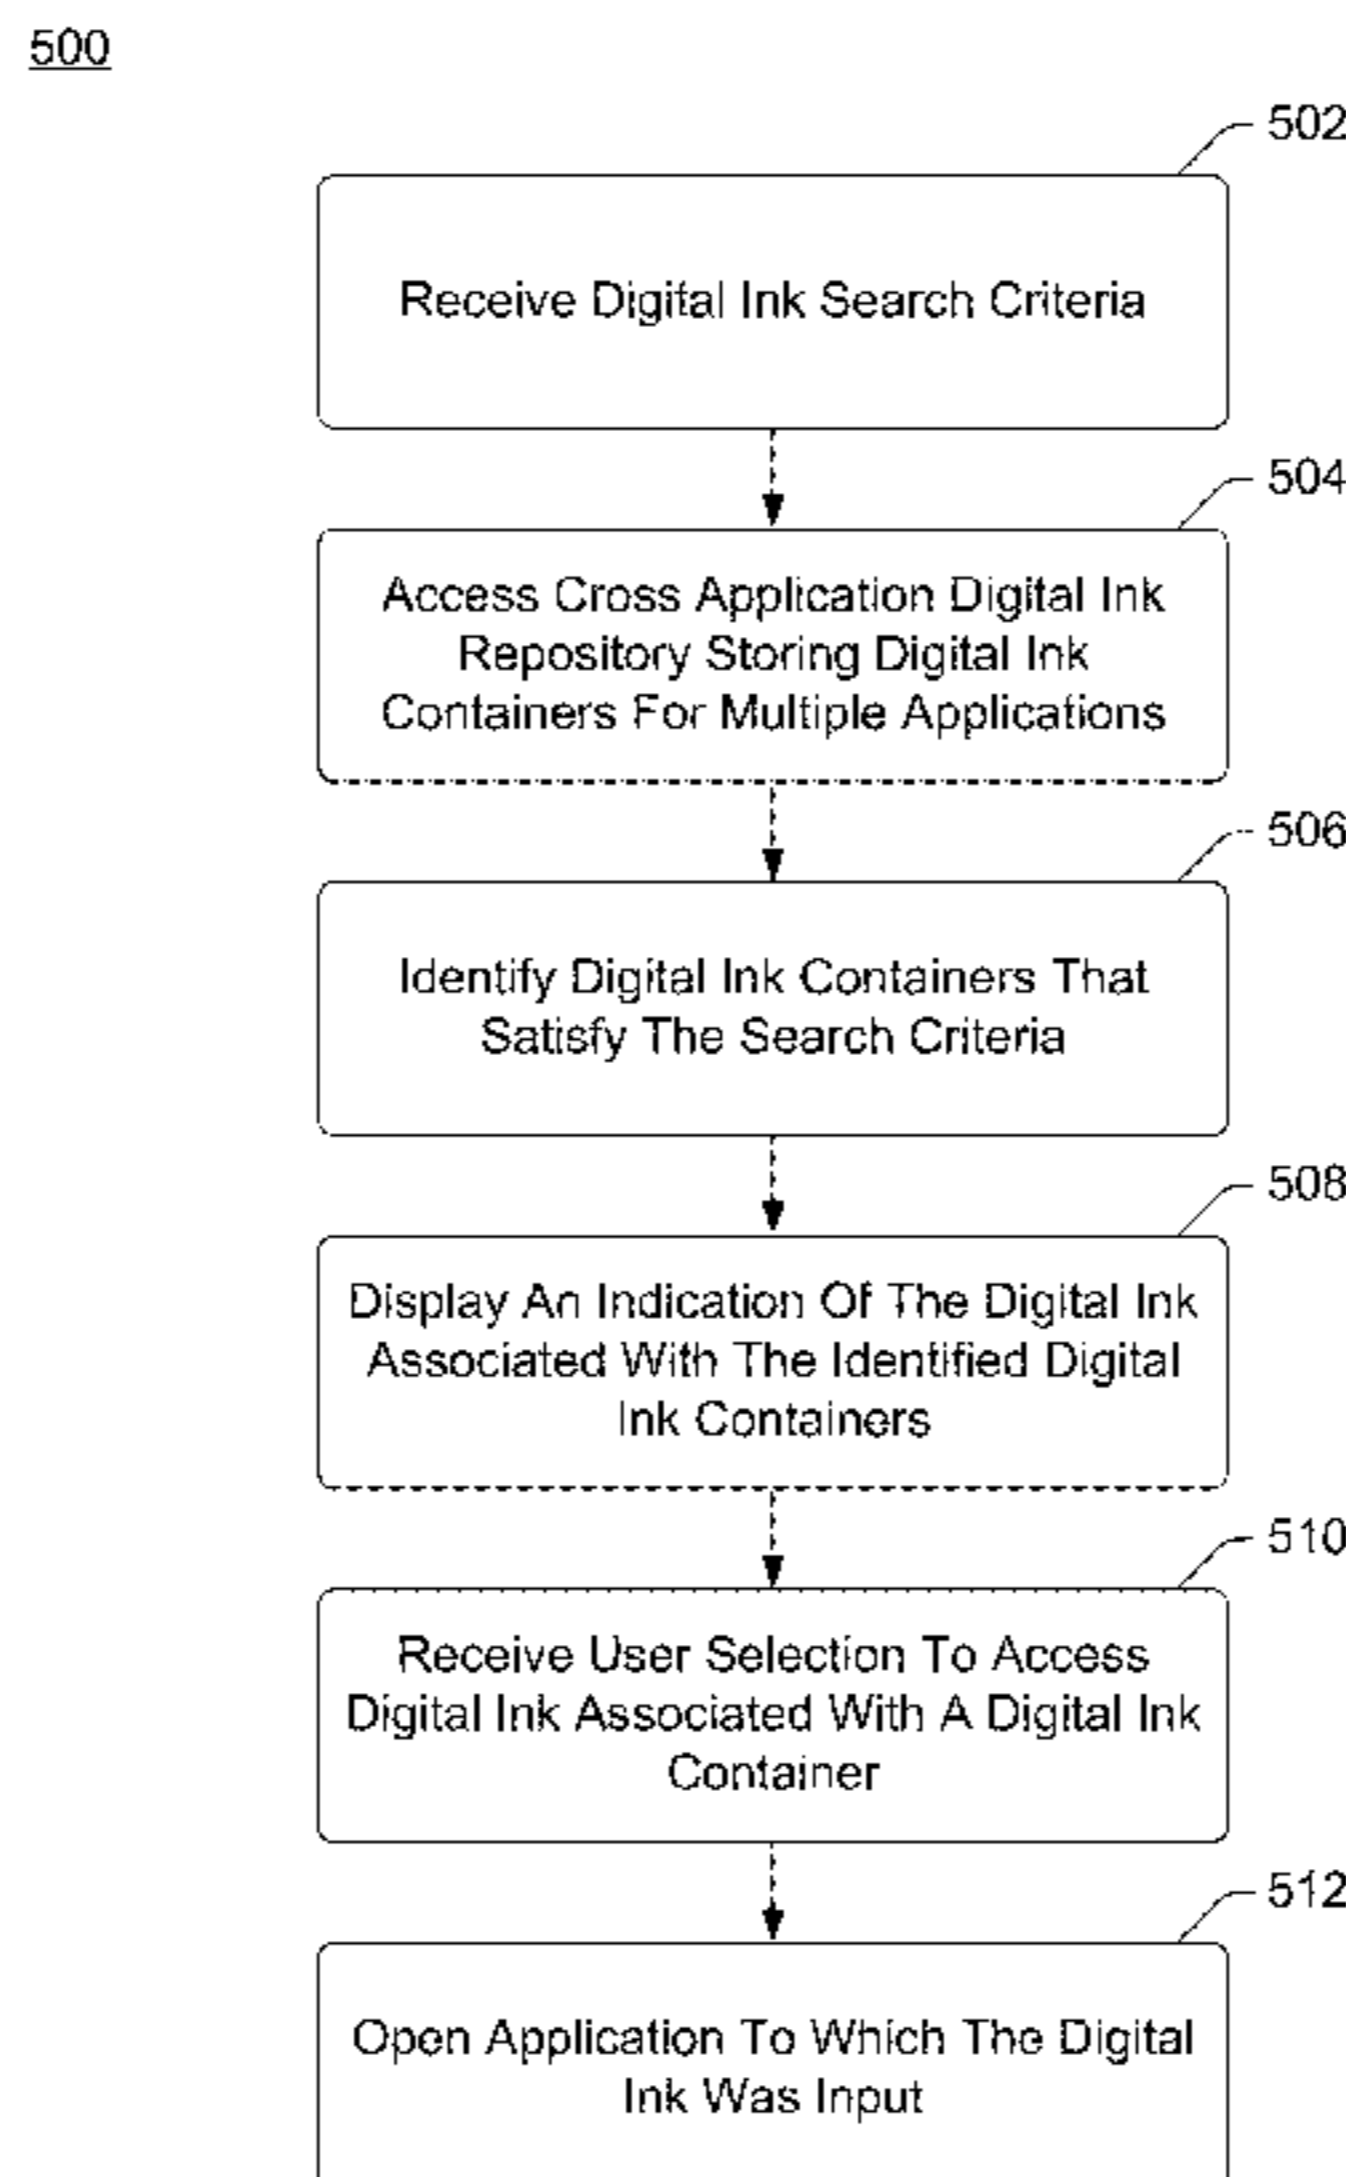 500
502
Receive Digital Ink Search Criteria
504
Access Cross Application Digital Ink
Repository Storing Digital Ink
Containers For Multiple Applications
506
Identify Digital Ink Containers That
Satisfy The Search Criteria
508
Display An Indication Of The Digital Ink
Associated With The Identified Digital
Ink Containers
510
Receive User Selection To Access
Digital Ink Associated With A Digital Ink
Container
512
Open Application To Which The Digital
Ink Was Input